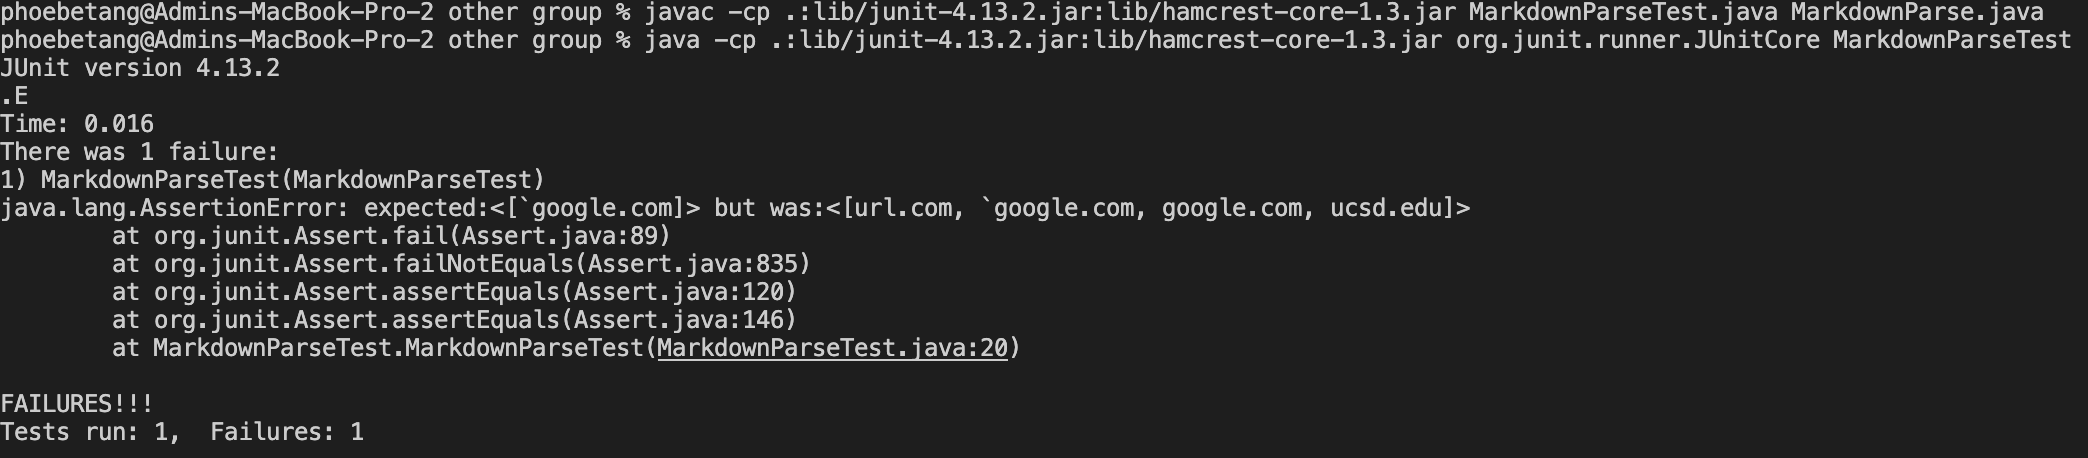 phoebetang@Admins-MacBook-Pro-2 other group % javac -cp .:lib/junit-4.13.2.jar:lib/hamcrest-core-1.3.jar MarkdownParseTest.java MarkdownParse.java
phoebetang@Admins-MacBook-Pro-2 other group % java -cp .:lib/junit-4.13.2.jar:lib/hamcrest-core-1.3.jar org.junit.runner.JUnitCore MarkdownParseTest
JUnit version 4.13.2
.E
Time: 0.016
There was 1 failure:
1) MarkdownParseTest(MarkdownParseTest)
java.lang.AssertionError: expected:<[`google.com]> but was:<[url.com, `google.com, google.com, ucsd.edu]>
        at org.junit.Assert.fail(Assert.java:89)
        at org.junit.Assert.failNotEquals(Assert.java:835)
        at org.junit.Assert.assertEquals(Assert.java:120)
        at org.junit.Assert.assertEquals(Assert.java:146)
        at MarkdownParseTest.MarkdownParseTest(MarkdownParseTest.java:20)

FAILURES!!!
Tests run: 1,  Failures: 1